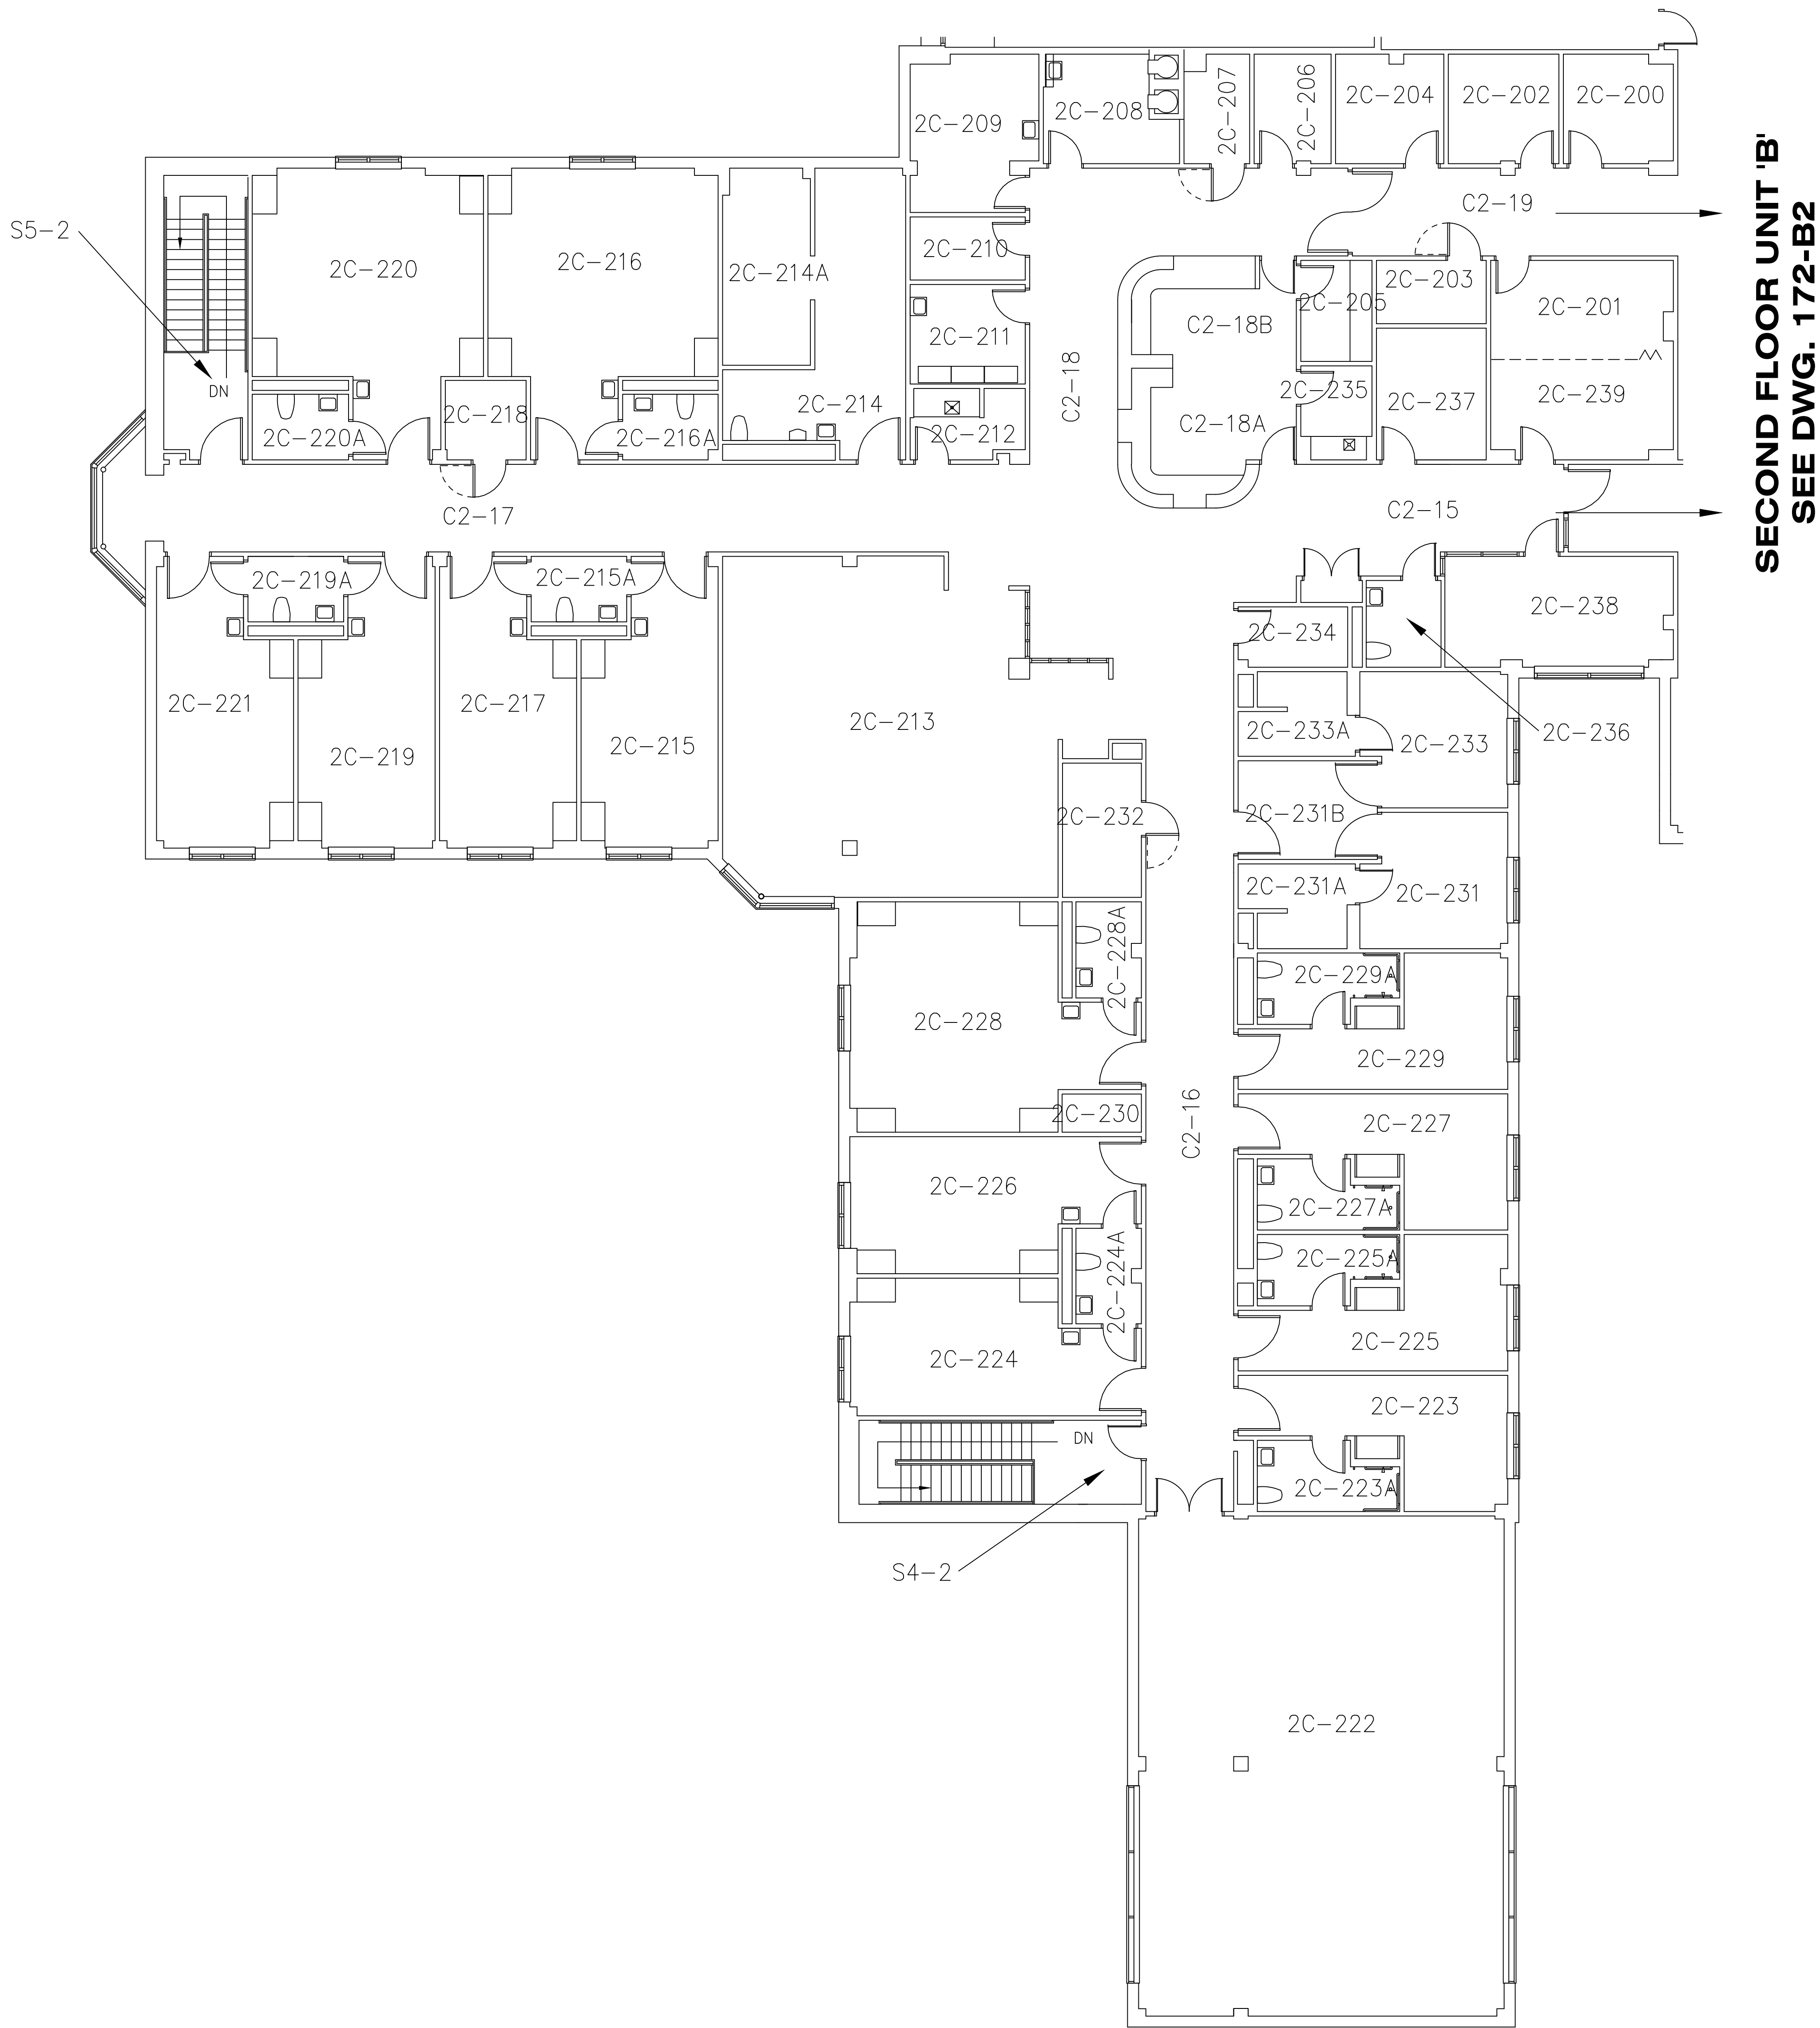 2C-209
2C-208
2C-207
2C-206
2C-204
2C-202
2C-200
C2-19
S5-2
2C-220
2C-216
2C-214A
2C-210
2C-211
C2-18
C2-18B
2C-205
2C-203
2C-201
DN
2C-220A
2C-218
2C-216A
2C-214
2C-212
C2-18A
2C-235
2C-237
2C-239
C2-17
C2-15
SECOND FLOOR UNIT 'B'
SEE DWG. 172-B2
2C-219A
2C-215A
2C-234
2C-238
2C-221
2C-219
2C-217
2C-215
2C-213
2C-233A
2C-233
2C-236
2C-232
2C-231B
2C-231A
2C-231
2C-228A
2C-229A
2C-228
2C-229
2C-230
C2-16
2C-227
2C-226
2C-227A
2C-224A
2C-225A
2C-224
2C-225
2C-223
DN
2C-223A
S4-2
2C-222